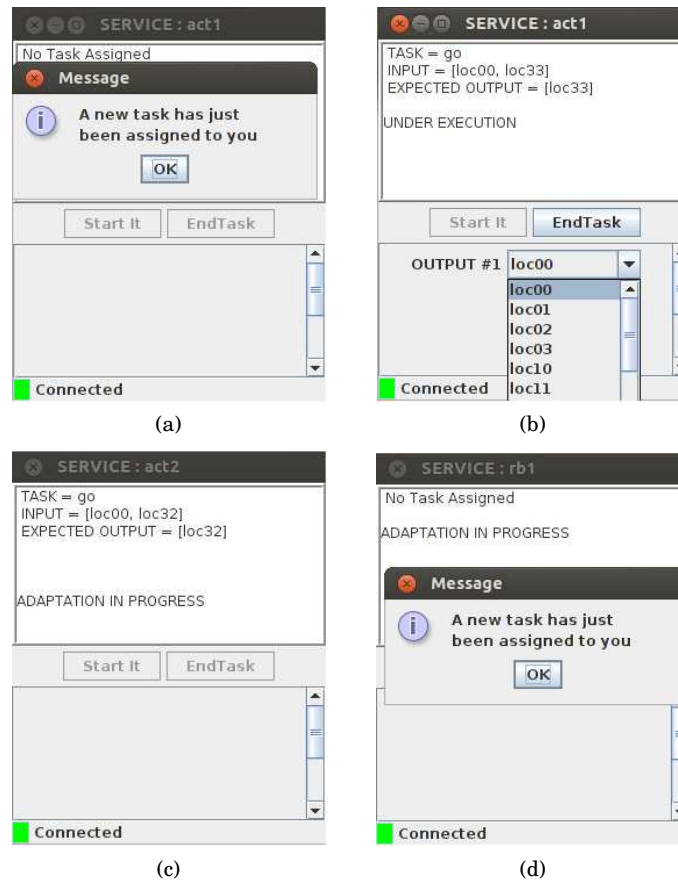 SERVICE : act1
No Task Assigned
Message
A new task has just
been assigned to you
OK
Start It
EndTask
Connected
(a)
SERVICE : act1
TASK = go
INPUT = [loc00, loc33]
EXPECTED OUTPUT = [loc33]
UNDER EXECUTION
Start It
EndTask
OUTPUT #1 loc00
loc00
loc01
loc02
loc03
loc10
loc11
Connected
(b)
SERVICE : act2
TASK = go
INPUT = [loc00, loc32]
EXPECTED OUTPUT = [loc32]
ADAPTATION IN PROGRESS
Start It
EndTask
Connected
(c)
SERVICE : rb1
No Task Assigned
ADAPTATION IN PROGRESS
Message
A new task has just
been assigned to you
OK
Connected
(d)